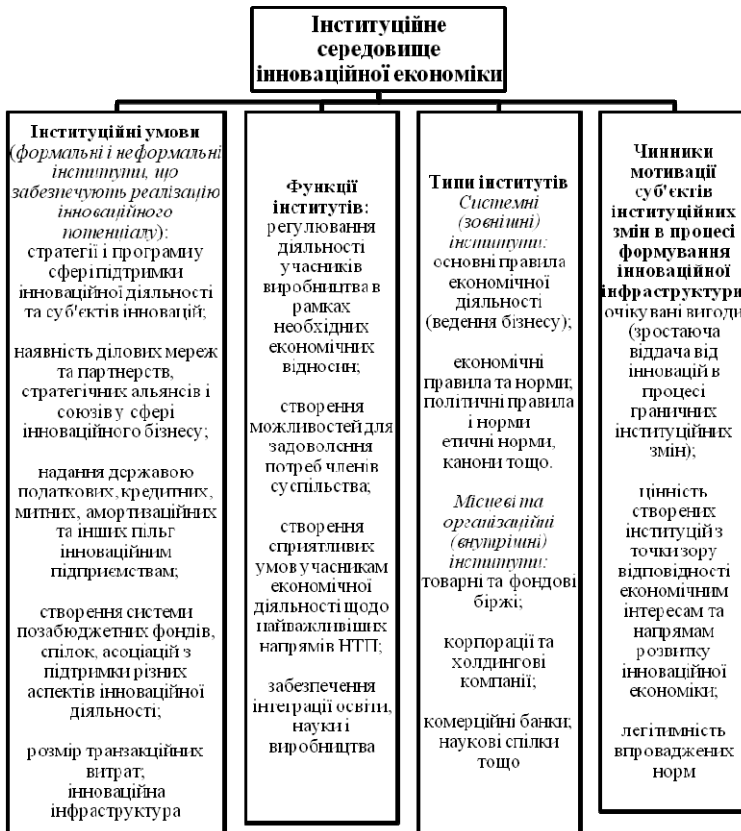 Інституційне
середовище
інноваційної економіки
Інституційні умови
(формальні і неформальні
інститути, що
забезпечують реалізацію
інноваційного
потенціалу):
стратегії і програми у
сфері підтримки
інноваційної діяльності
та суб'єктів інновацій;
наявність ділових мереж
та партнерств,
стратегічних альянсів і
союзів у сфері
інноваційного бізнесу;
надання державою
податкових, кредитних,
митних, амортизаційних
та інших пільг
інноваційним
підприємствам;
створення системи
позабюджетних фондів,
спілок, асоціацій з
підтримки різних
аспектів інноваційної
діяльності;
розмір транзакційних
витрат;
інноваційна
інфраструктура
Функції
інститутів:
регулювання
діяльності
учасників
виробництва в
рамках
необхідних
економічних
відносин;
створення
можливостей для
задоволення
потреб членів
суспільства;
створення
сприятливих
умов учасникам
економічної
діяльності щодо
найважливіших
напрямів НТП;
забезпечення
інтеграції освіти,
науки і
виробництва
Типи інститутів
Системні
(зовнішні)
інститути:
основні правила
економічної
діяльності
(ведення бізнесу);
економічні
правила та норми;
політичні правила
і норми
етичні норми,
канони тощо.
Місцеві та
організаційні
(внутрішні)
інститути:
товарні та фондові
біржі;
корпорації та
холдингові
компанії;
комерційні банки;
наукові спілки
тощо
Чинники
мотивації
суб'єктів
інституційних
змін в процесі
формування
інноваційної
інфраструктури
очікувані вигоди
(зростаюча
віддача від
інновацій в
процесі
граничних
інституційних
змін);
цінність
створених
інституцій з
точки зору
відповідності
економічним
інтересам та
напрямам
розвитку
інноваційної
економіки;
легітимність
впроваджених
норм